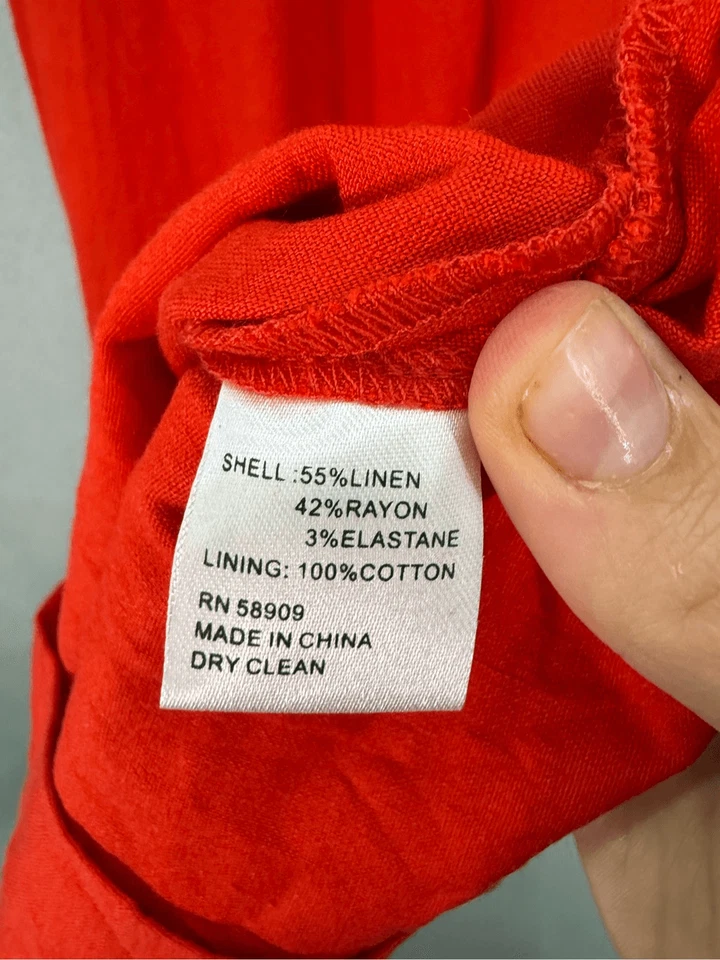 SHELL :55%LINEN
42%RAYON
3%ELASTANE
LINING: 100%COTTON
RN 58909
MADE IN CHINA
DRY CLEAN